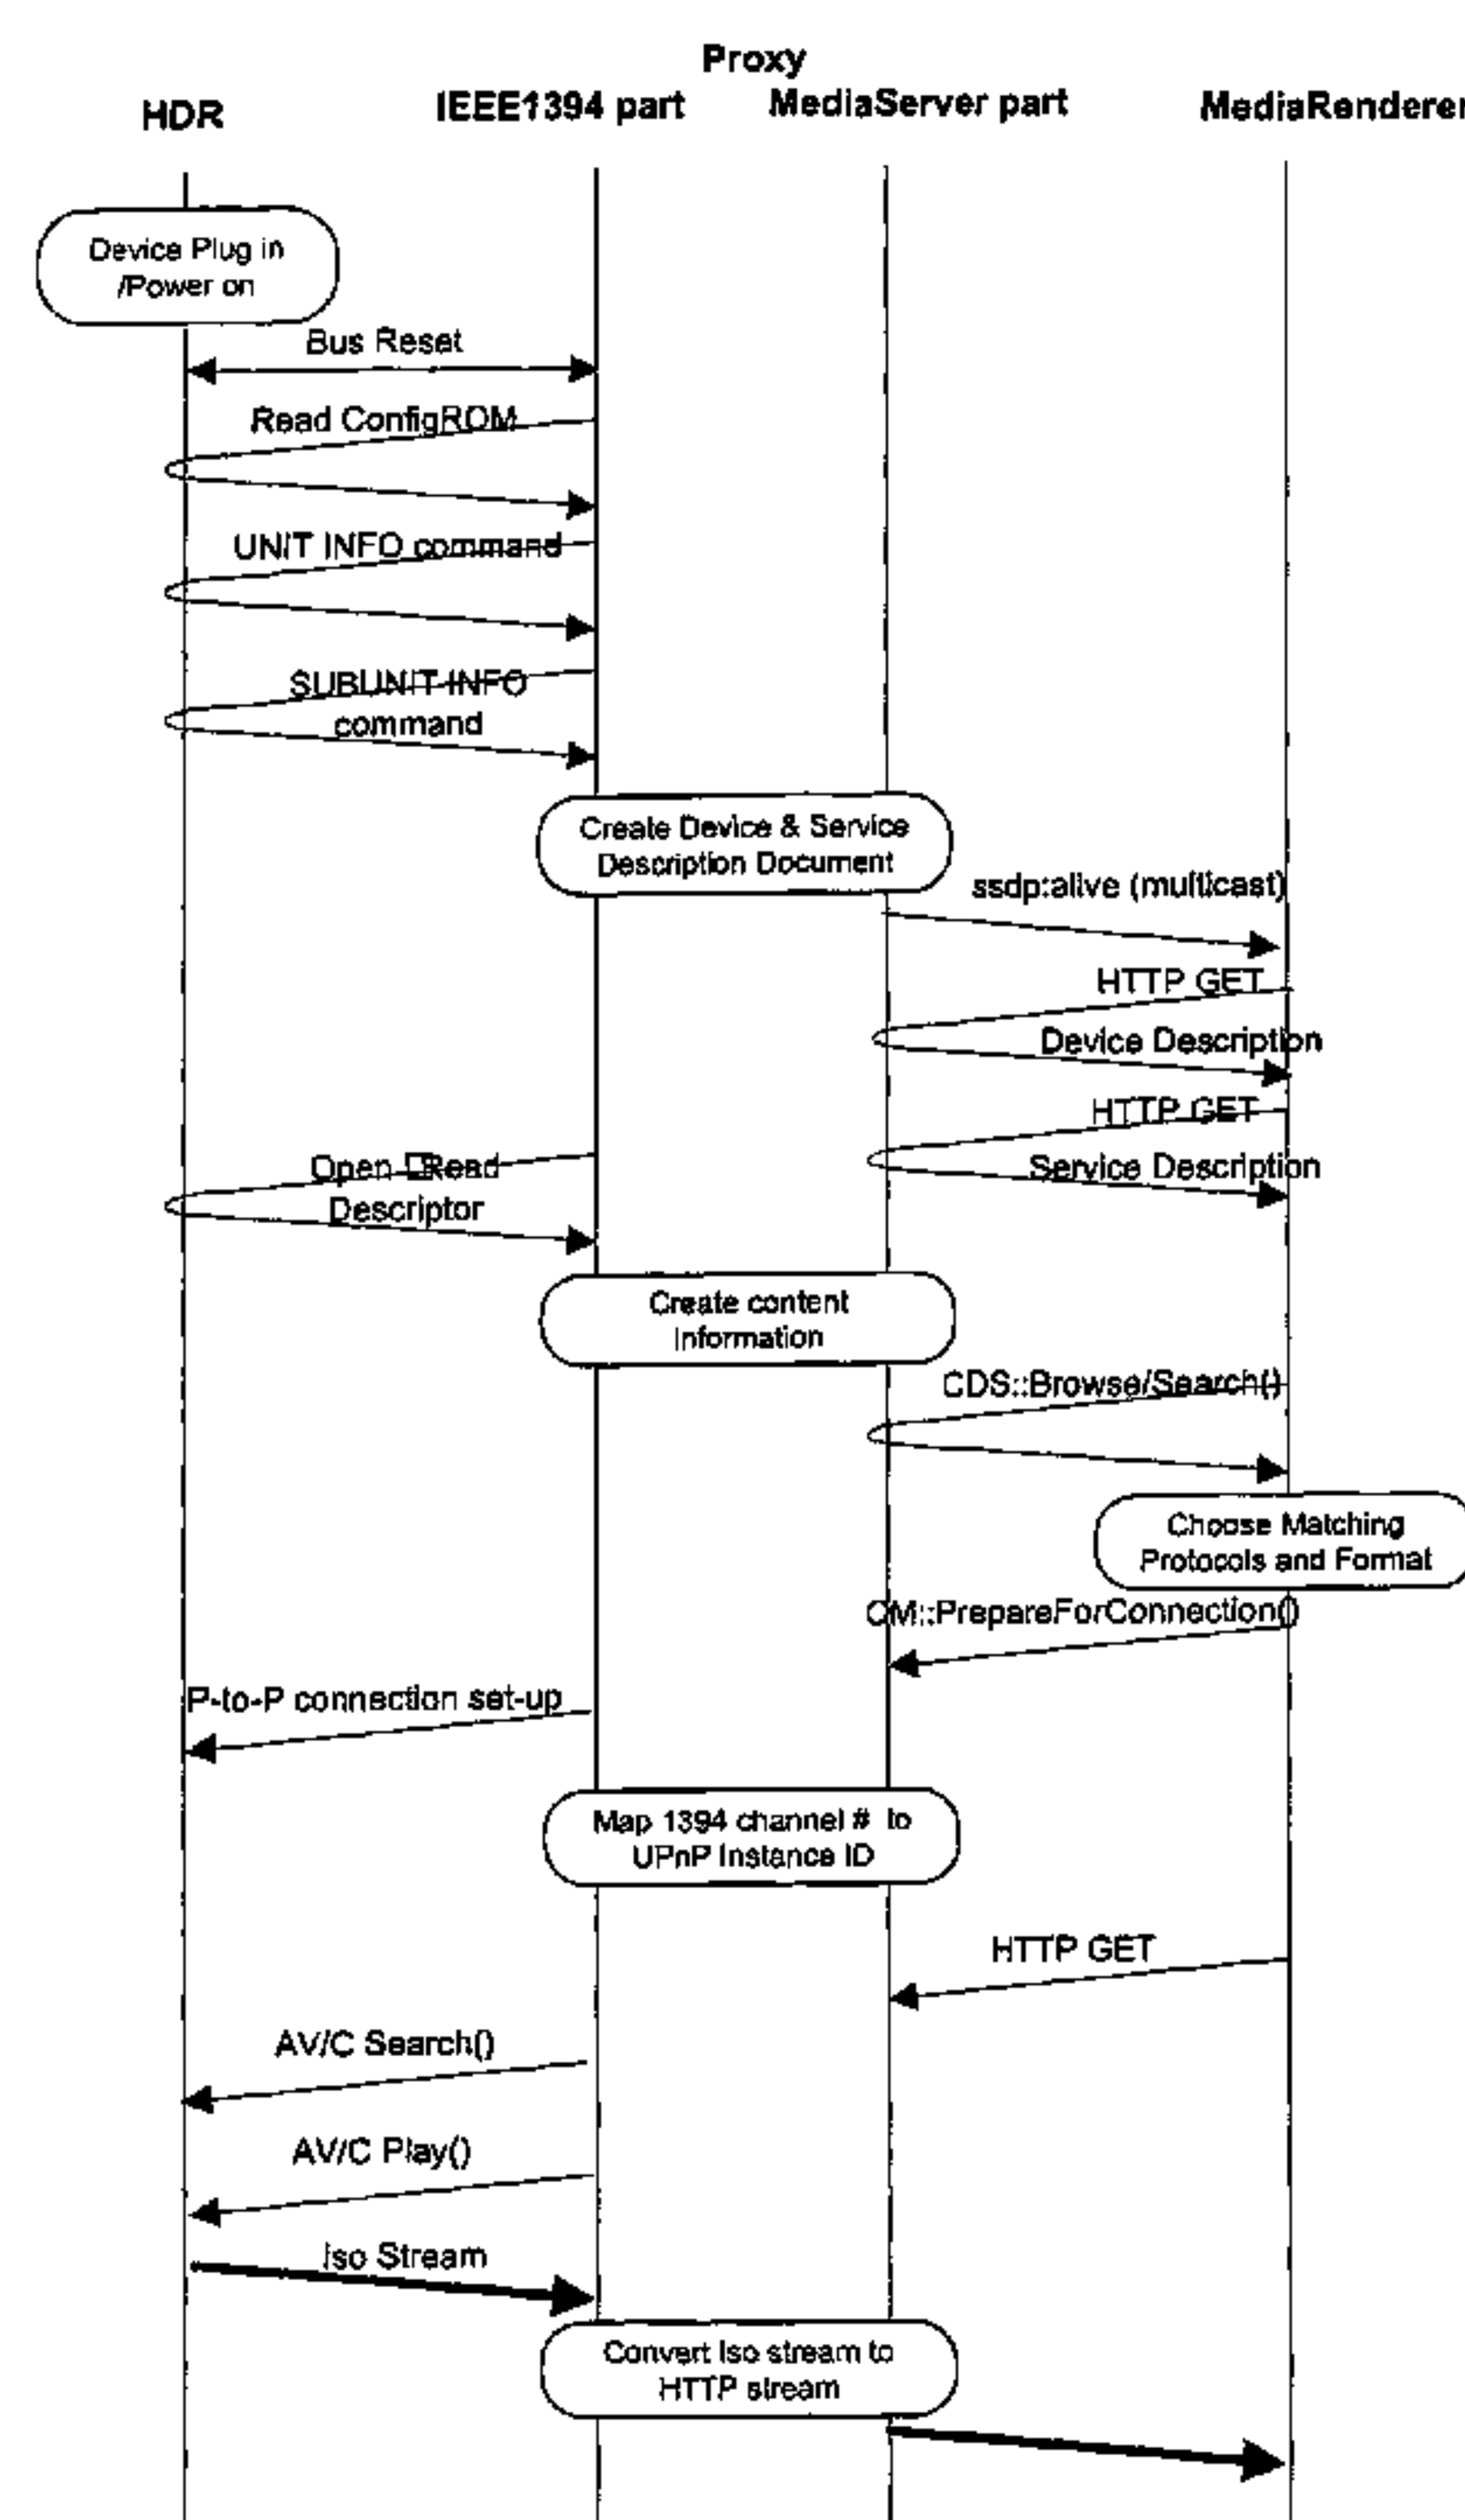 Proxy
HDR IEEE1394 part MediaServer part MediaRenderer
Device Plug in
/Power on
Bus Reset
Read ConfigROM
UNIT INFO command
SUBUNIT INFO
command
Create Device & Service
Description Document
ssdp:alive (multicast)
HTTP GET
Device Description
HTTP GET
Open Read
Service Description
Descriptor
Create content
Information
CDS::Browse/Search()
Choose Matching
Protocols and Format
CM::PrepareForConnection()
P-to-P connection set-up
Map 1394 channel # to
UPnP Instance ID
HTTP GET
AV/C Search()
AV/C Play()
Iso Stream
Convert Iso stream to
HTTP stream